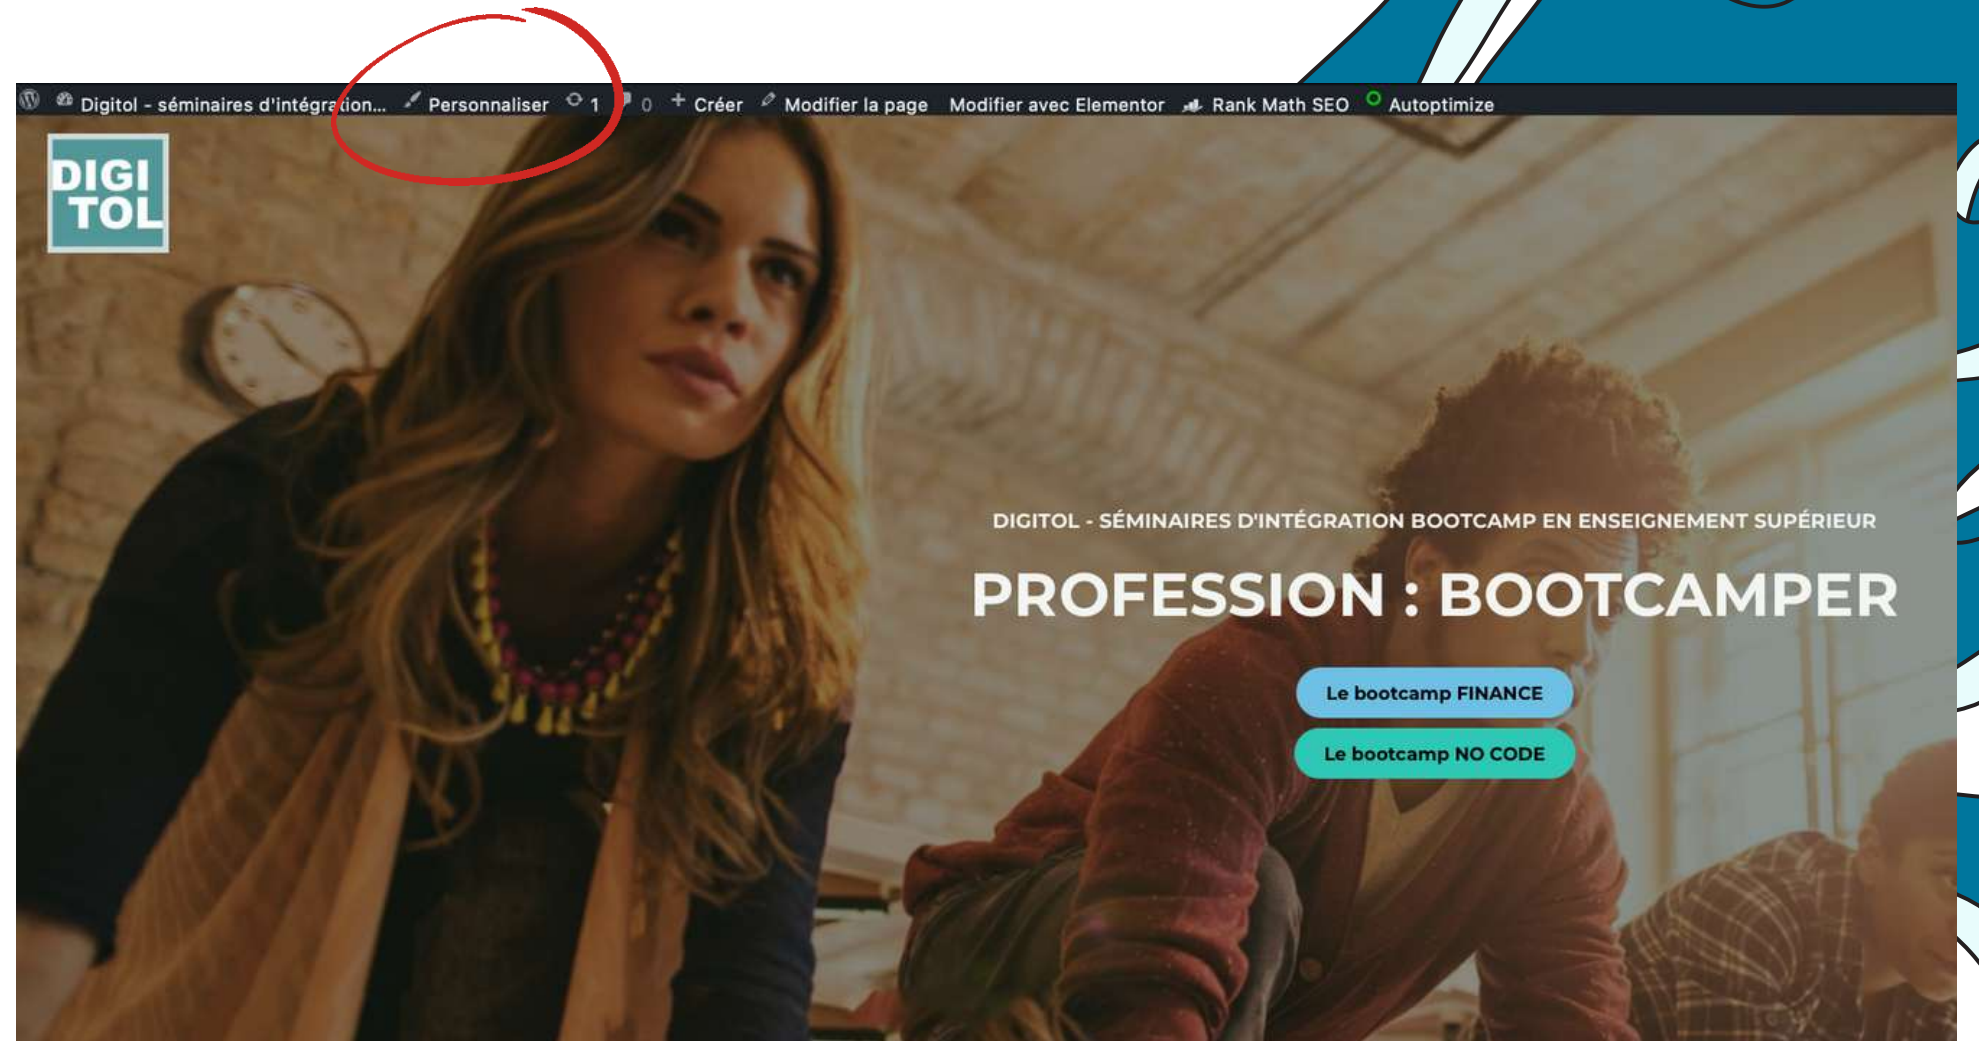 Digitol - séminaires d'intégration... Personnaliser 1 0 + Créer Modifier la page Modifier avec Elementor Rank Math SEO Autoptimize
DIGI
TOL
DIGITOL - SÉMINAIRES D'INTÉGRATION BOOTCAMP EN ENSEIGNEMENT SUPÉRIEUR
PROFESSION : BOOTCAMPER
Le bootcamp FINANCE
Le bootcamp NO CODE